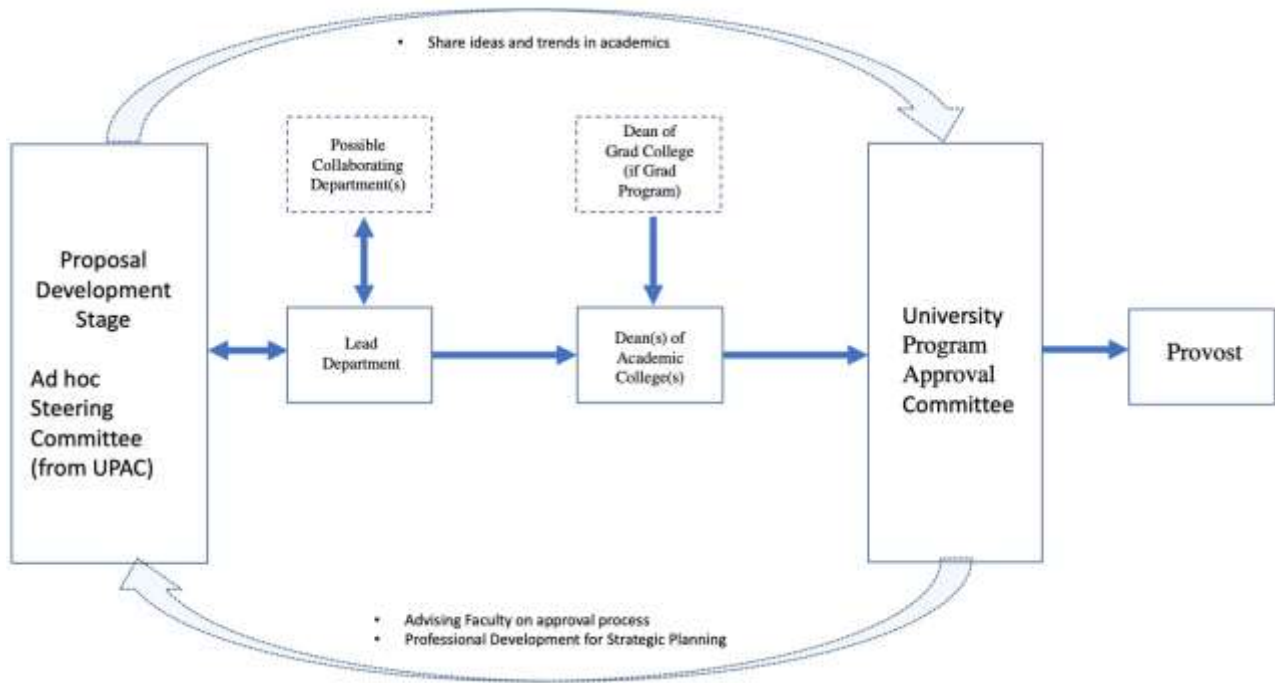 • Share ideas and trends in academics
Possible
Collaborating
Department(s)
Dean of
Grad College
(if Grad
Program)
Proposal
Development
Stage
Ad hoc
Steering
Committee
(from UPAC)
Lead
Department
Dean(s) of
Academic
College(s)
University
Program
Approval
Committee
Provost
• Advising Faculty on approval process
• Professional Development for Strategic Planning